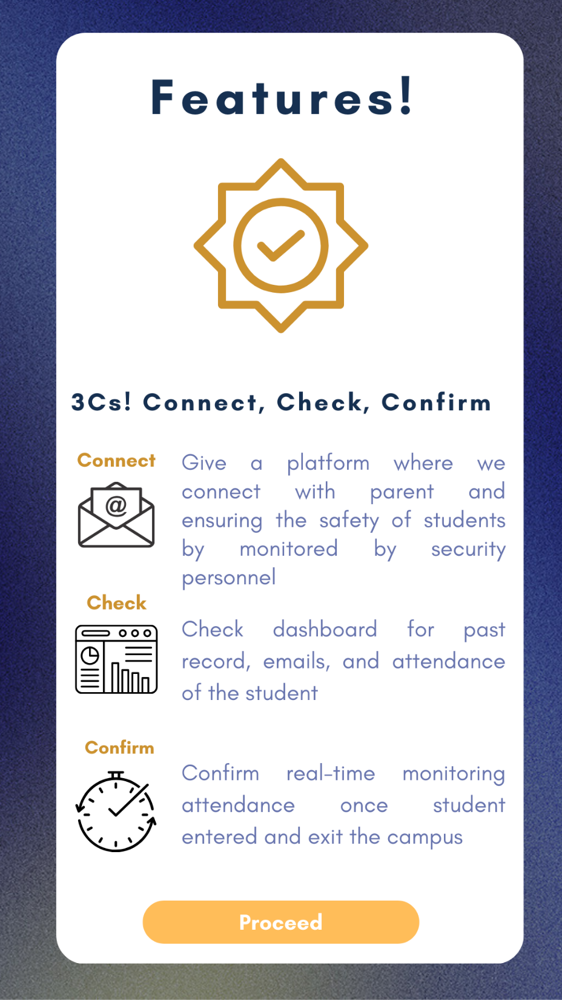 Features!
3Cs! Connect, Check, Confirm
Connect
@
Give a platform where we
connect with parent and
ensuring the safety of students
by monitored by security
personnel
Check
Check dashboard for past
record, emails, and attendance
of the student
Confirm
Confirm real-time monitoring
attendance once student
entered and exit the campus
Proceed